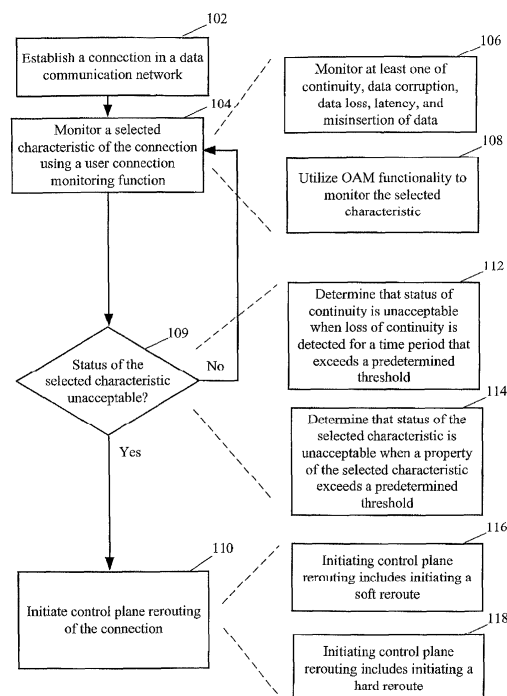 102
Establish a connection in a data
communication network
104
Monitor a selected
characteristic of the connection
using a user connection
monitoring function
106
Monitor at least one of
continuity, data corruption,
data loss, latency, and
misinsertion of data
108
Utilize OAM functionality to
monitor the selected
characteristic
109
Status of the
selected characteristic
unacceptable?
No
Yes
112
Determine that status of
continuity is unacceptable
when loss of continuity is
detected for a time period that
exceeds a predetermined
threshold
114
Determine that status of the
selected characteristic is
unacceptable when a property
of the selected characteristic
exceeds a predetermined
threshold
110
Initiate control plane rerouting
of the connection
116
Initiating control plane
rerouting includes initiating a
soft reroute
118
Initiating control plane
rerouting includes initiating a
hard reroute